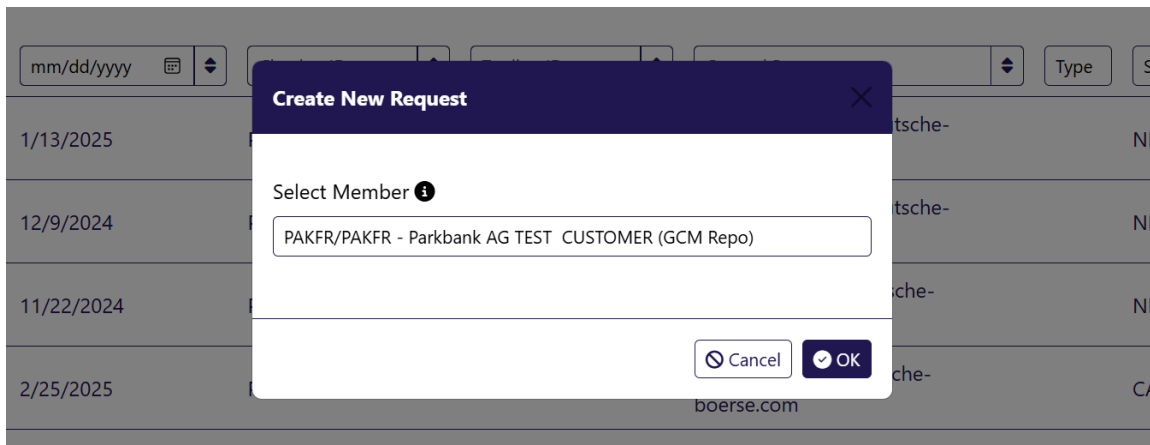 mm/dd/yyyy
Type
Create New Request
1/13/2025
tsche-
Select Member
PAKFR/PAKFR - Parkbank AG TEST  CUSTOMER (GCM Repo)
12/9/2024
tsche-
11/22/2024
sche-
Cancel
OK
2/25/2025
che-
boerse.com